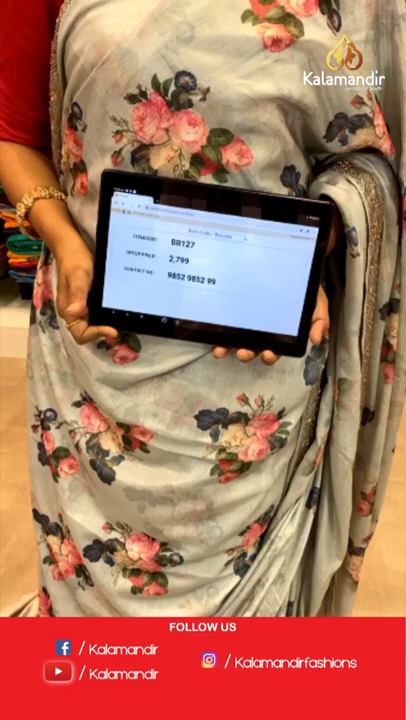 Kalamandir
ITEMCODE : BR127
OFFER PRICE : 2,799
CONTACT NO : 9852 9852 99
FOLLOW US
/ Kalamandir
/ Kalamandirfashions
/ Kalamandir